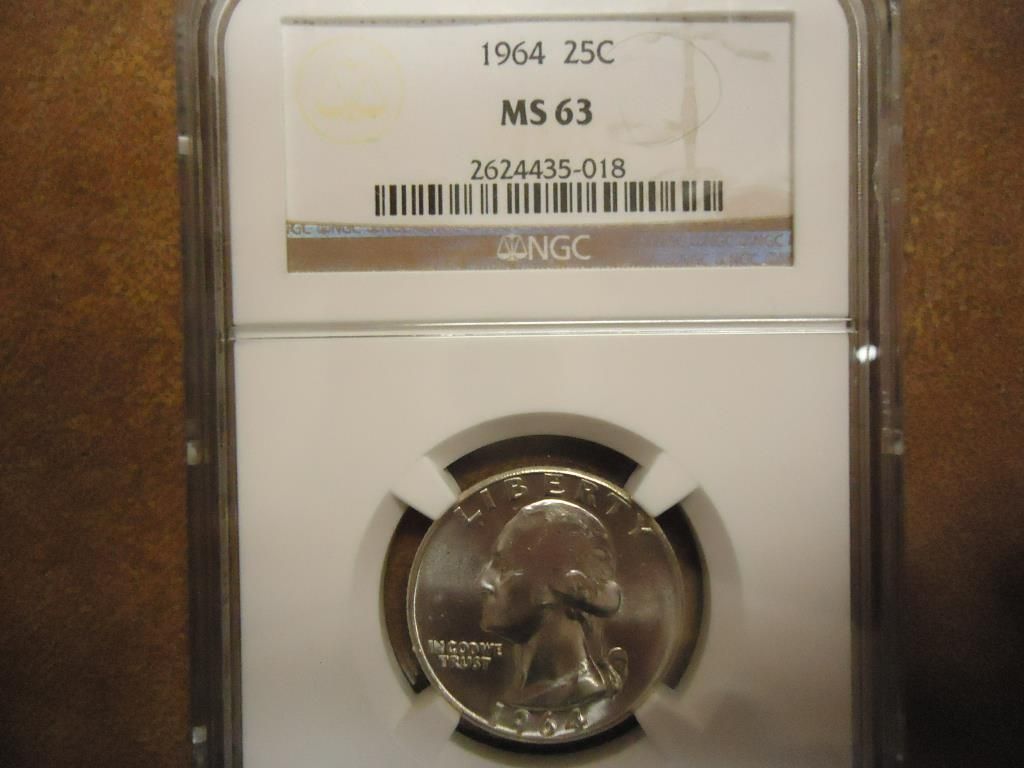 1964 25C
MS 63
2624435-018
NGC
LIBERTY
IN GOD WE
TRUST
1964